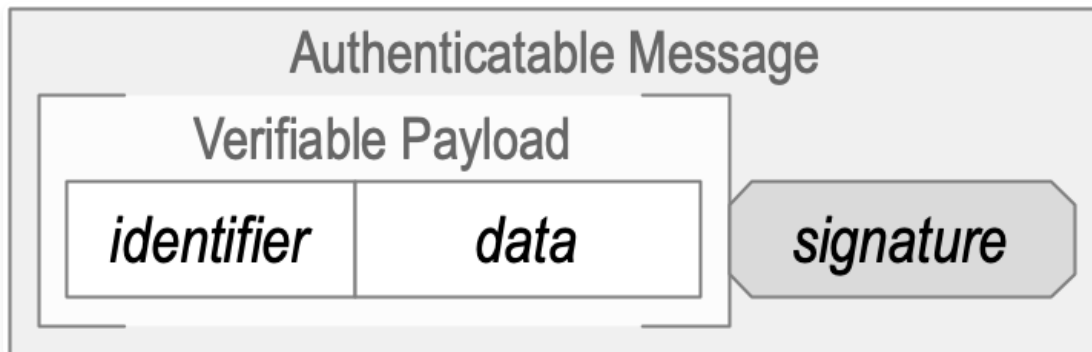 Authenticatable Message
Verifiable Payload
identifier data signature